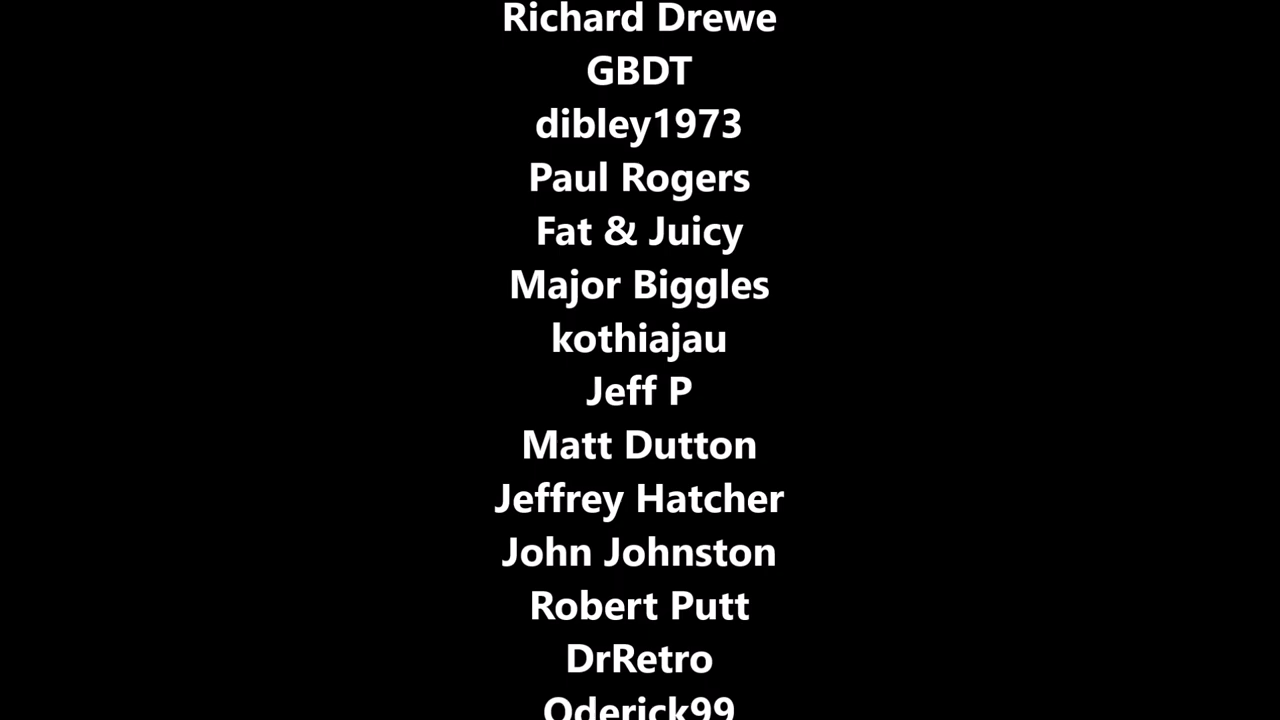 Richard Drewe
GBDT
dibley1973
Paul Rogers
Fat & Juicy
Major Biggles
kothiajau
Jeff P
Matt Dutton
Jeffrey Hatcher
John Johnston
Robert Putt
DrRetro
Oderick99